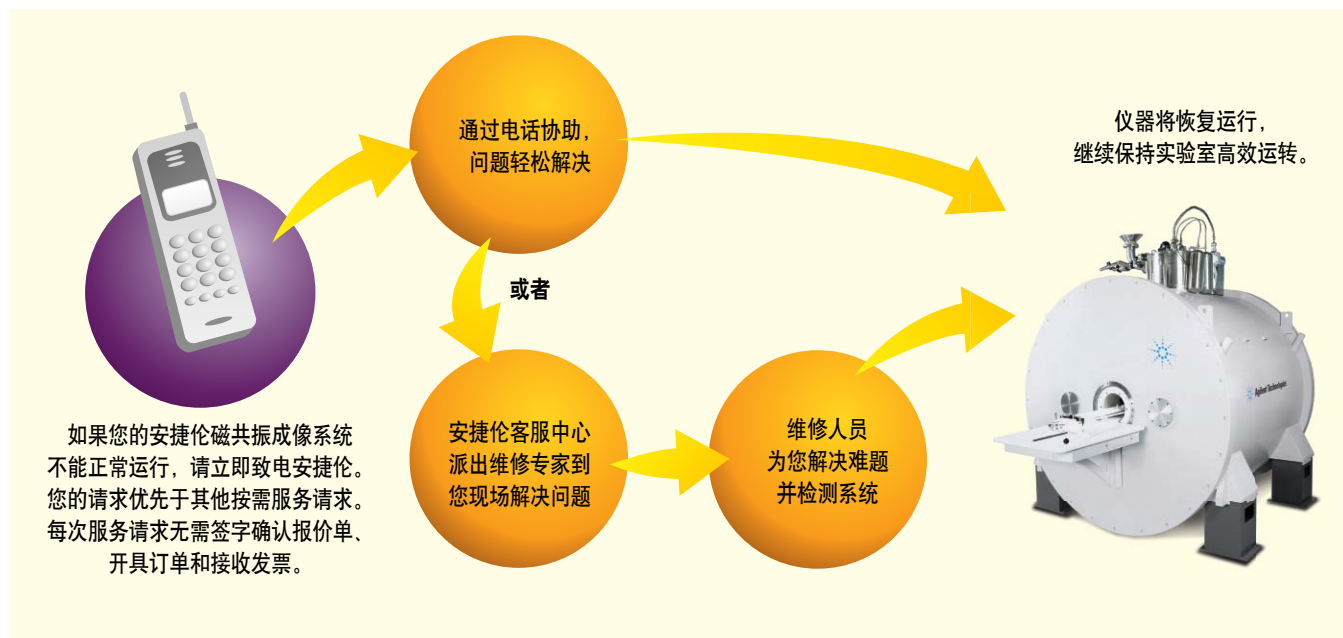 通过电话协助，
问题轻松解决
仪器将恢复运行，
继续保持实验室高效运转。
或者
如果您的安捷伦磁共振成像系统
不能正常运行，请立即致电安捷伦。
您的请求优先于其他按需服务请求。
每次服务请求无需签字确认报价单、
开具订单和接收发票。
安捷伦客服中心
派出维修专家到
您现场解决问题
维修人员
为您解决难题
并检测系统
Agilent Technologies